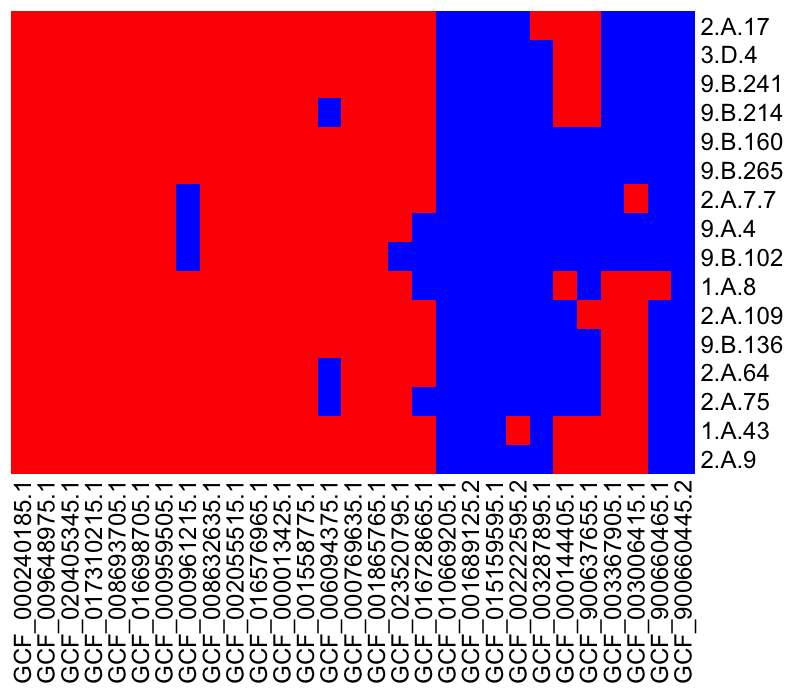 2.A.17
3.D.4
9.B.241
9.B.214
9.B.160
9.B.265
2.A.7.7
9.A.4
9.B.102
1.A.8
2.A.109
9.B.136
2.A.64
2.A.75
1.A.43
2.A.9
GCF_000240185.1
GCF_009648975.1
GCF_020405345.1
GCF_017310215.1
GCF_008693705.1
GCF_016698705.1
GCF_000959505.1
GCF_000961215.1
GCF_008632635.1
GCF_002055515.1
GCF_016576965.1
GCF_000013425.1
GCF_001558775.1
GCF_006094375.1
GCF_000769635.1
GCF_001865765.1
GCF_023520795.1
GCF_016728665.1
GCF_010669205.1
GCF_001689125.2
GCF_015159595.1
GCF_002222595.2
GCF_003287895.1
GCF_000144405.1
GCF_900637655.1
GCF_003367905.1
GCF_003006415.1
GCF_900660465.1
GCF_900660445.2